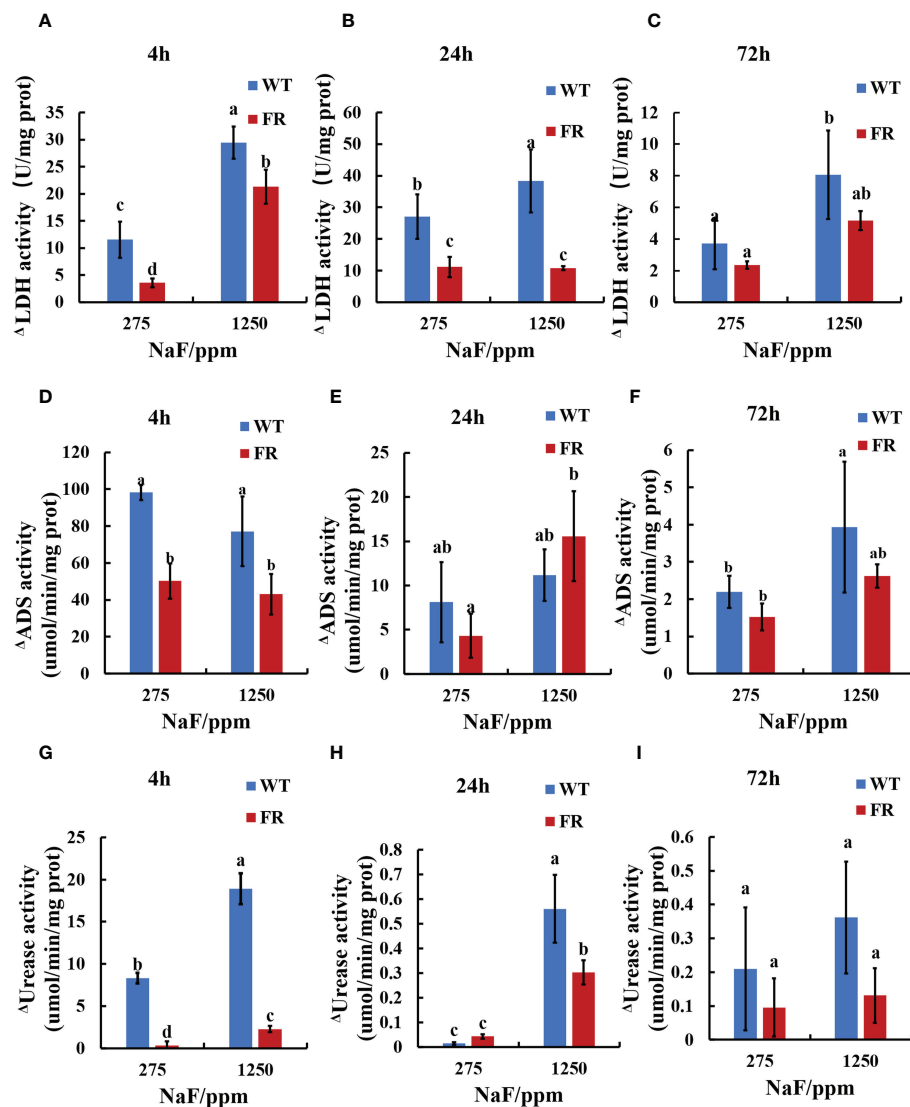 A
4h
WT
FR
ΔLDH activity (U/mg prot)
35
30
25
20
15
10
5
0
c
d
a
b
275
1250
NaF/ppm
B
24h
WT
FR
ΔLDH activity (U/mg prot)
60
50
40
30
20
10
0
b
c
a
c
275
1250
NaF/ppm
C
72h
WT
FR
ΔLDH activity (U/mg prot)
12
10
8
6
4
2
0
a
a
b
ab
275
1250
NaF/ppm
D
4h
WT
FR
ΔADS activity
(umol/min/mg prot)
120
100
80
60
40
20
0
a
b
a
b
275
1250
NaF/ppm
E
24h
WT
FR
ΔADS activity
(umol/min/mg prot)
25
20
15
10
5
0
ab
a
ab
b
275
1250
NaF/ppm
F
72h
WT
FR
ΔADS activity
(umol/min/mg prot)
6
5
4
3
2
1
0
b
b
a
ab
275
1250
NaF/ppm
G
4h
WT
FR
ΔUrease activity
(umol/min/mg prot)
25
20
15
10
5
0
b
d
a
c
275
1250
NaF/ppm
H
24h
WT
FR
ΔUrease activity
(umol/min/mg prot)
0.8
0.7
0.6
0.5
0.4
0.3
0.2
0.1
0
c
c
a
b
275
1250
NaF/ppm
I
72h
WT
FR
ΔUrease activity
(umol/min/mg prot)
0.6
0.5
0.4
0.3
0.2
0.1
0
a
a
a
a
275
1250
NaF/ppm